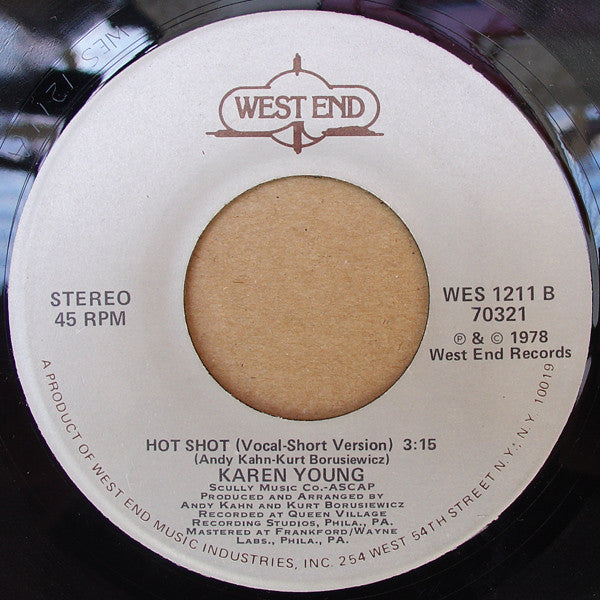 WEST END
STEREO
45 RPM
WES 1211 B
70321
℗ & © 1978
West End Records
HOT SHOT (Vocal-Short Version) 3:15
(Andy Kahn-Kurt Borusiewicz)
KAREN YOUNG
SCULLY MUSIC CO.-ASCAP
PRODUCED AND ARRANGED BY
ANDY KAHN AND KURT BORUSIEWICZ
RECORDED AT QUEEN VILLAGE
RECORDING STUDIOS, PHILA., PA.
MASTERED AT FRANKFORD/WAYNE
LABS., PHILA., PA.
A PRODUCT OF WEST END MUSIC INDUSTRIES, INC. 254 WEST 54TH STREET N.Y., N.Y. 10019